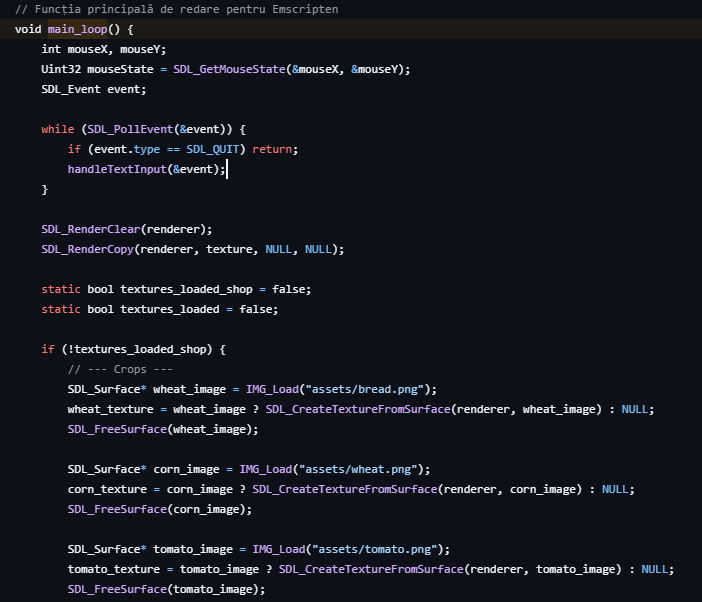 // Funcția principală de redare pentru Emscripten
void main_loop() {
    int mouseX, mouseY;
    Uint32 mouseState = SDL_GetMouseState(&mouseX, &mouseY);
    SDL_Event event;

    while (SDL_PollEvent(&event)) {
        if (event.type == SDL_QUIT) return;
        handleTextInput(&event);
    }

    SDL_RenderClear(renderer);
    SDL_RenderCopy(renderer, texture, NULL, NULL);

    static bool textures_loaded_shop = false;
    static bool textures_loaded = false;

    if (!textures_loaded_shop) {
        // --- Crops ---
        SDL_Surface* wheat_image = IMG_Load("assets/bread.png");
        wheat_texture = wheat_image ? SDL_CreateTextureFromSurface(renderer, wheat_image) : NULL;
        SDL_FreeSurface(wheat_image);

        SDL_Surface* corn_image = IMG_Load("assets/wheat.png");
        corn_texture = corn_image ? SDL_CreateTextureFromSurface(renderer, corn_image) : NULL;
        SDL_FreeSurface(corn_image);

        SDL_Surface* tomato_image = IMG_Load("assets/tomato.png");
        tomato_texture = tomato_image ? SDL_CreateTextureFromSurface(renderer, tomato_image) : NULL;
        SDL_FreeSurface(tomato_image);